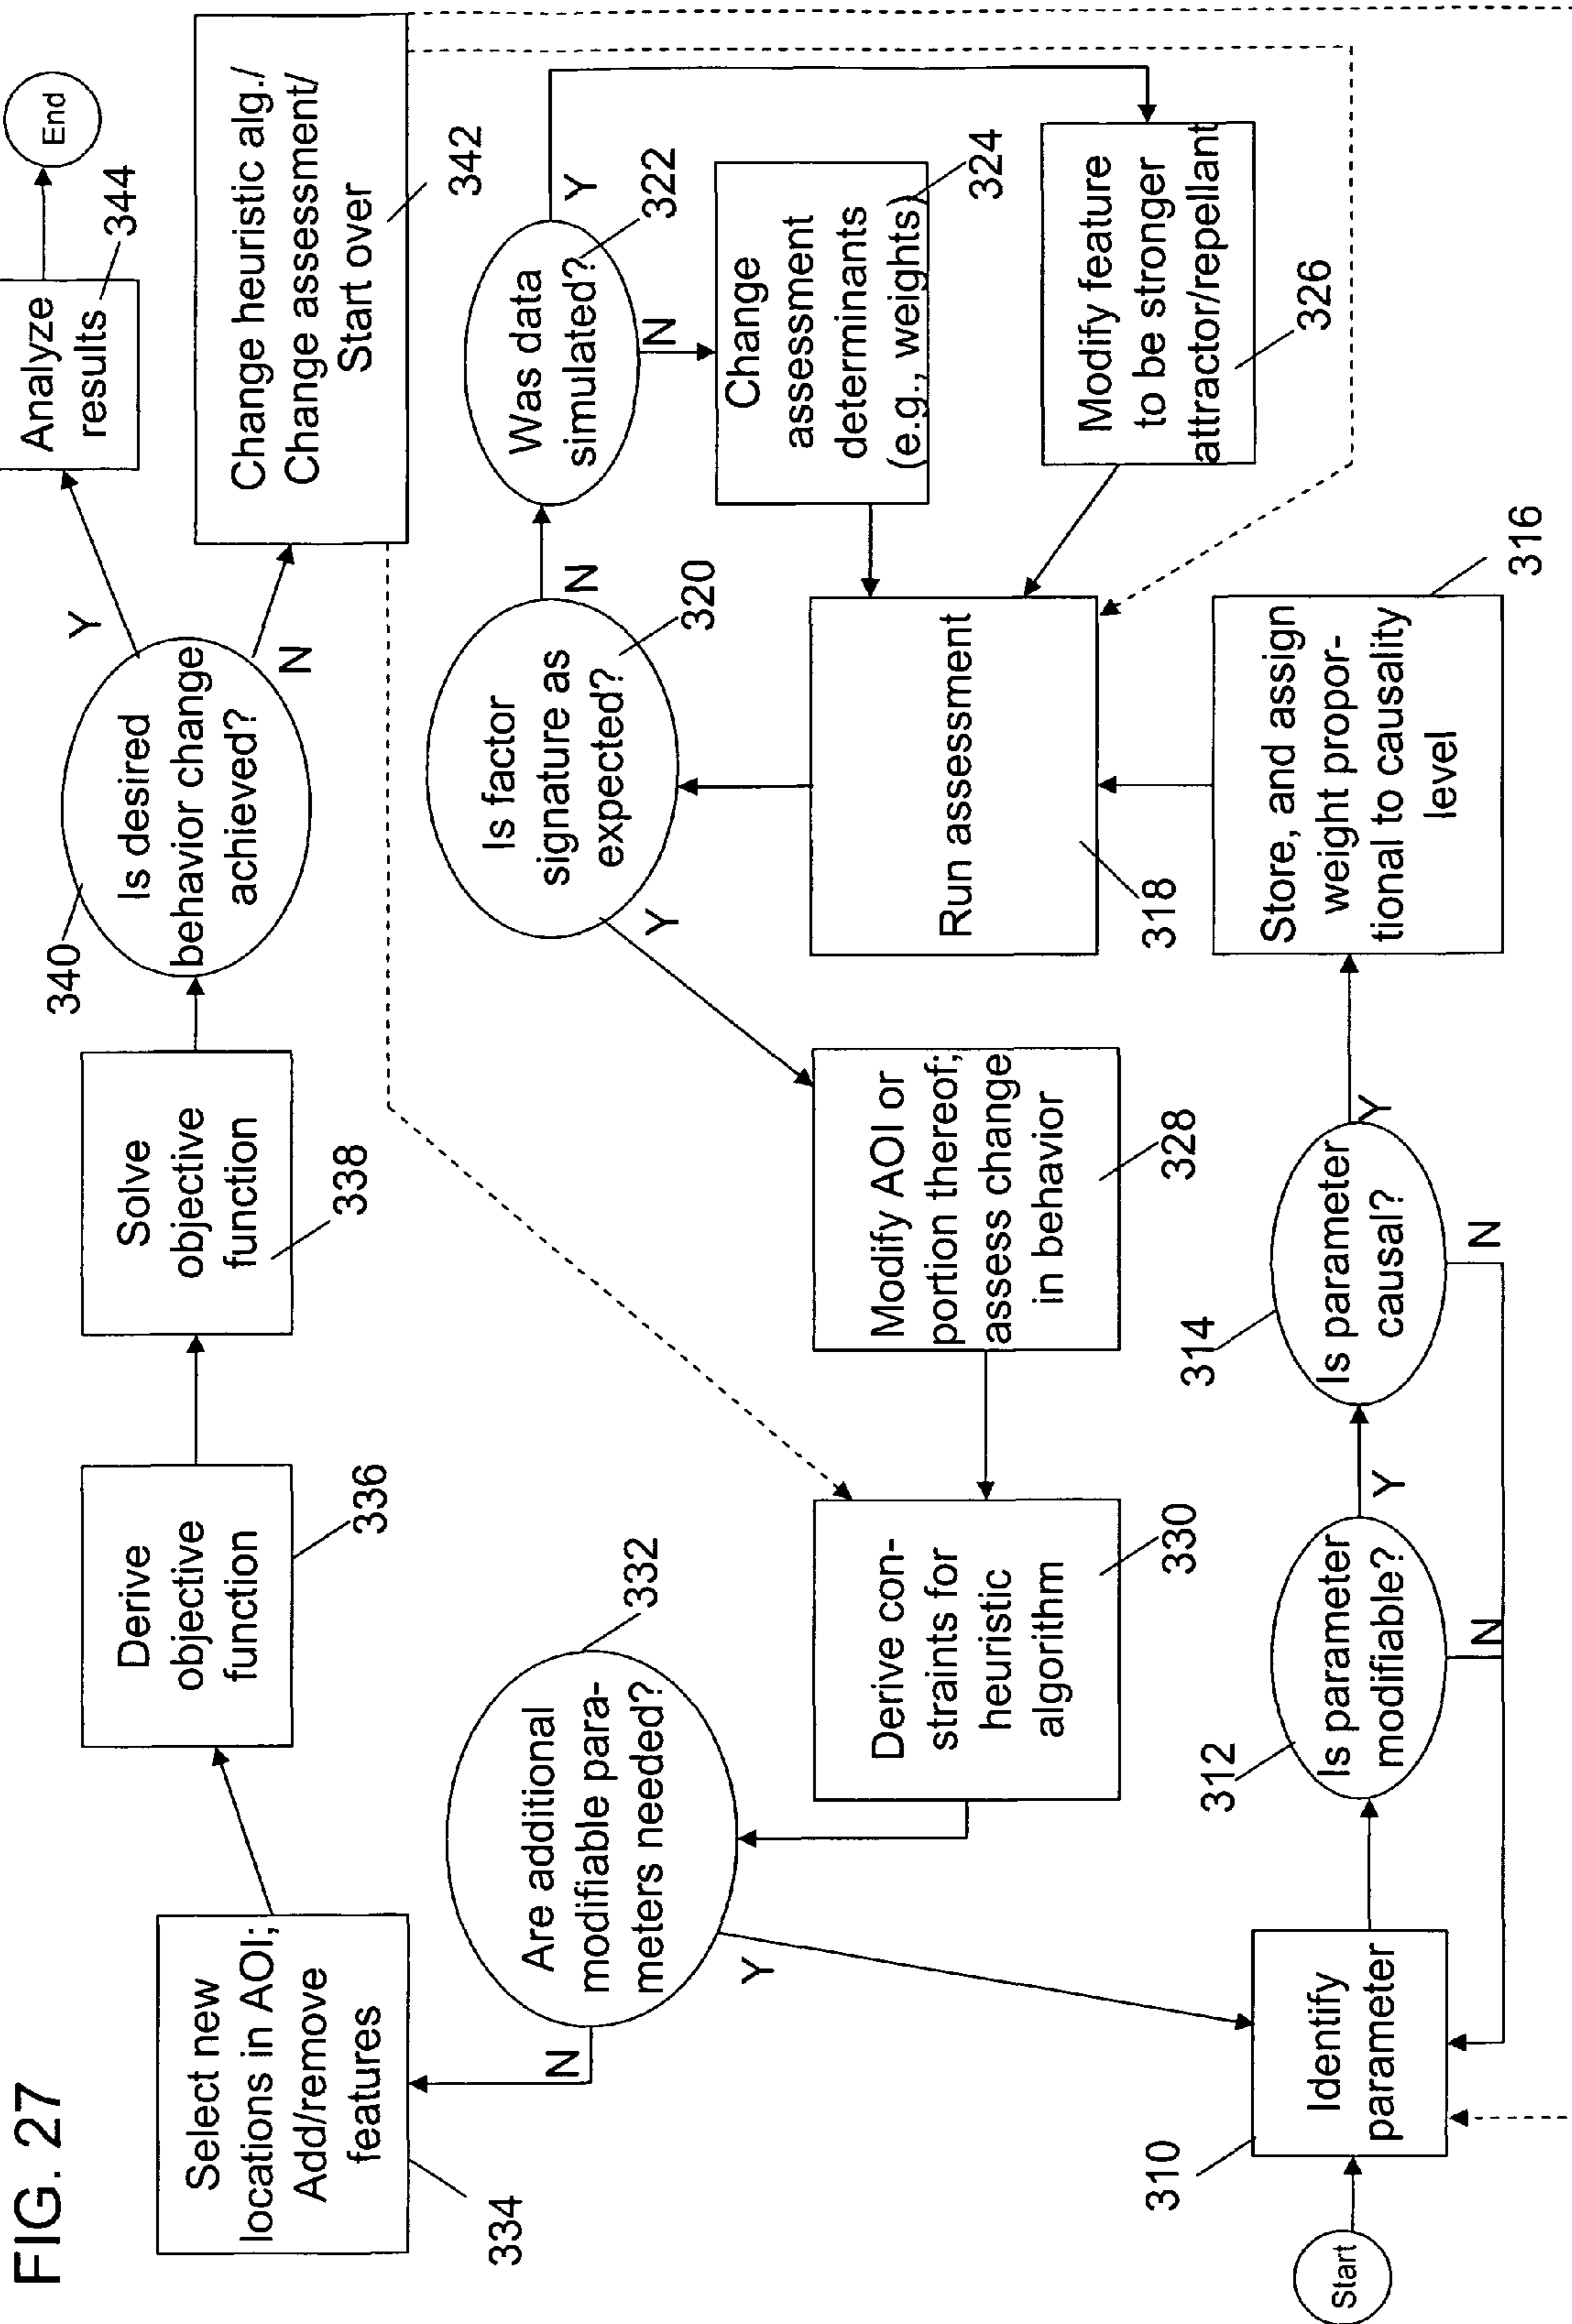 FIG. 27
Start
310
Identify
parameter
312
Is parameter
modifiable?
Y
N
314
Is parameter
causal?
Y
N
Store, and assign
weight propor-
tional to causality
level
316
Run assessment
318
Is factor
signature as
expected?
320
N
Y
Was data
simulated?
322
Y
N
Change
assessment
determinants
(e.g., weights)
324
Modify feature
to be stronger
attractor/repellant
326
Modify AOI or
portion thereof;
assess change
in behavior
328
Derive con-
straints for
heuristic
algorithm
330
Are additional
modifiable para-
meters needed?
332
Y
N
Select new
locations in AOI;
Add/remove
features
334
Derive
objective
function
336
Solve
objective
function
338
340
Is desired
behavior change
achieved?
Y
N
Change heuristic alg./
Change assessment/
Start over
342
Analyze
results
344
End